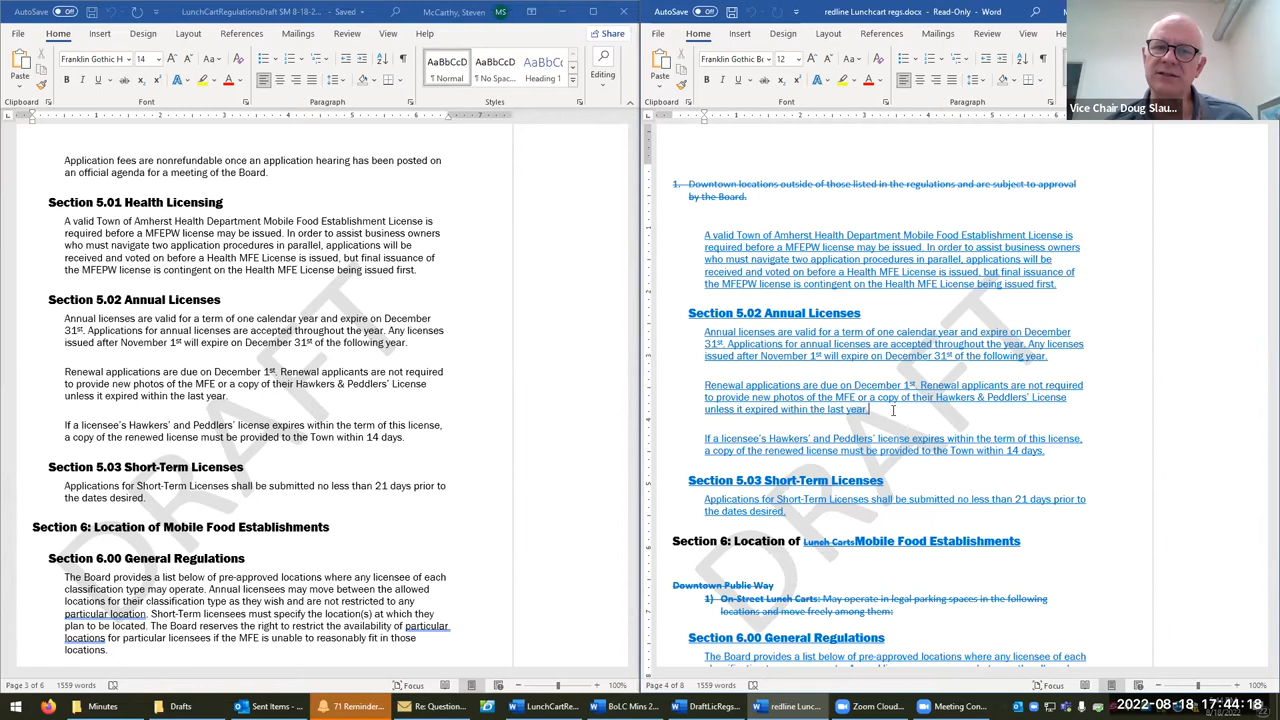 LunchCartRegulationsDraft SM 8-18-2...
McCarthy, Steven
File Home Insert Draw Design Layout References Mailings Review View Help Share
Paste
Franklin Gothic H 14
AaBbCcD AaBbCcD AaBbC
¶ Normal ¶ No Spac... Heading 1
Editing
Clipboard Font Paragraph Styles
Application fees are nonrefundable once an application hearing has been posted on
an official agenda for a meeting of the Board.
Section 5.01 Health Licensing
A valid Town of Amherst Health Department Mobile Food Establishment License is
required before a MFEPW license may be issued. In order to assist business owners
who must navigate two application procedures in parallel, applications will be
received and voted on before a Health MFE License is issued, but final issuance of
the MFEPW license is contingent on the Health MFE License being issued first.
Section 5.02 Annual Licenses
Annual licenses are valid for a term of one calendar year and expire on December
31st. Applications for annual licenses are accepted throughout the year. Any licenses
issued after November 1st will expire on December 31st of the following year.
Renewal applications are due on December 1st. Renewal applicants are not required
to provide new photos of the MFE or a copy of their Hawkers & Peddlers' License
unless it expired within the last year.
If a licensee's Hawkers' and Peddlers' license expires within the term of this license,
a copy of the renewed license must be provided to the Town within 14 days.
Section 5.03 Short-Term Licenses
Applications for Short-Term Licenses shall be submitted no less than 21 days prior to
the dates desired.
Section 6: Location of Mobile Food Establishments
Section 6.00 General Regulations
The Board provides a list below of pre-approved locations where any licensee of each
classification type may operate. Annual licensees may move between the allowed
locations for their classification type as they wish and are not restricted to any
particular location. Short-Term licensees must specify the location(s) at which they
plan to be located. The Board reserves the right to restrict the availability of particular
locations for particular licensees if the MFE is unable to reasonably fit in those
locations.
Page 3 of 6 1559 words Focus 100%
redline Lunchcart regs.docx - Read-Only - Word
File Home Insert Draw Design Layout References Mailings Review
Paste
Franklin Gothic B 12
Clipboard Font Paragraph
Vice Chair Doug Slau...
1. Downtown locations outside of those listed in the regulations and are subject to approval
by the Board.
A valid Town of Amherst Health Department Mobile Food Establishment License is
required before a MFEPW license may be issued. In order to assist business owners
who must navigate two application procedures in parallel, applications will be
received and voted on before a Health MFE License is issued, but final issuance of
the MFEPW license is contingent on the Health MFE License being issued first.
Section 5.02 Annual Licenses
Annual licenses are valid for a term of one calendar year and expire on December
31st. Applications for annual licenses are accepted throughout the year. Any licenses
issued after November 1st will expire on December 31st of the following year.
Renewal applications are due on December 1st. Renewal applicants are not required
to provide new photos of the MFE or a copy of their Hawkers & Peddlers' License
unless it expired within the last year.
If a licensee's Hawkers' and Peddlers' license expires within the term of this license,
a copy of the renewed license must be provided to the Town within 14 days.
Section 5.03 Short-Term Licenses
Applications for Short-Term Licenses shall be submitted no less than 21 days prior to
the dates desired.
Section 6: Location of Lunch CartsMobile Food Establishments
Downtown Public Way
1) On-Street Lunch Carts: May operate in legal parking spaces in the following
locations and move freely among them:
Section 6.00 General Regulations
The Board provides a list below of pre-approved locations where any licensee of each
DRAFT
Page 4 of 8 1559 words Focus 100%
Minutes Drafts Sent Items - ... 71 Reminder... Re: Question... LunchCartRe... BoLC Mins 2... DraftLicReg... redline Lunc... Zoom Cloud... Meeting Con...
2022-08-18 17:44:18